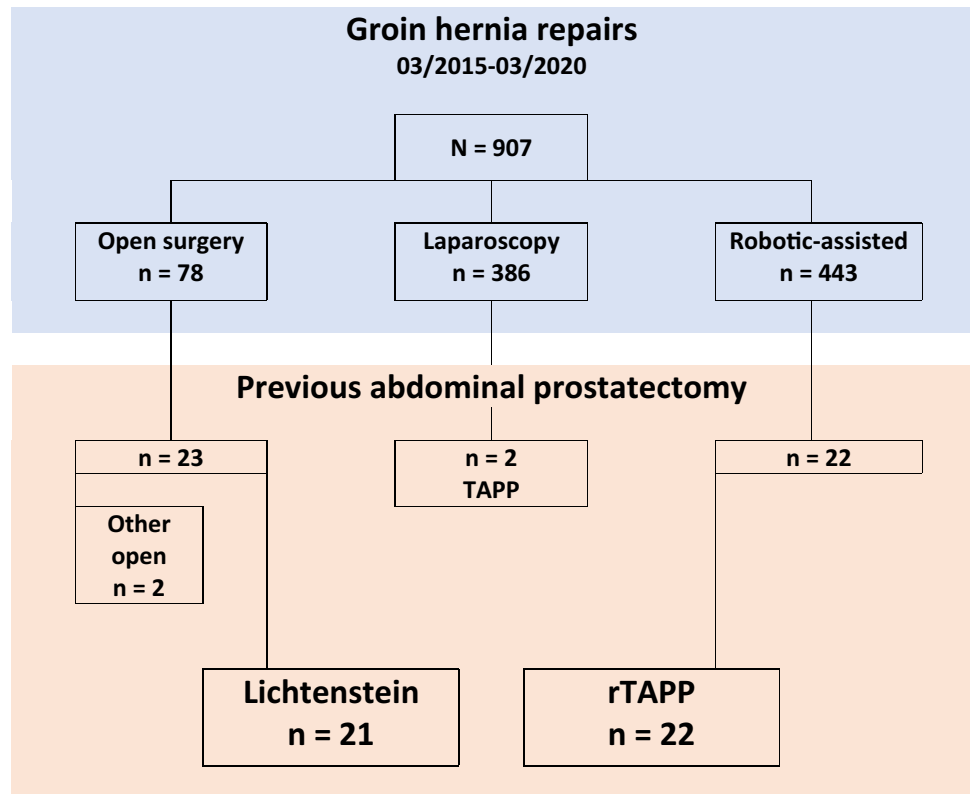 Groin hernia repairs
03/2015-03/2020
N = 907
Open surgery
n = 78
Laparoscopy
n = 386
Robotic-assisted
n = 443
Previous abdominal prostatectomy
n = 23
n = 2
TAPP
n = 22
Other
open
n = 2
Lichtenstein
n = 21
rTAPP
n = 22